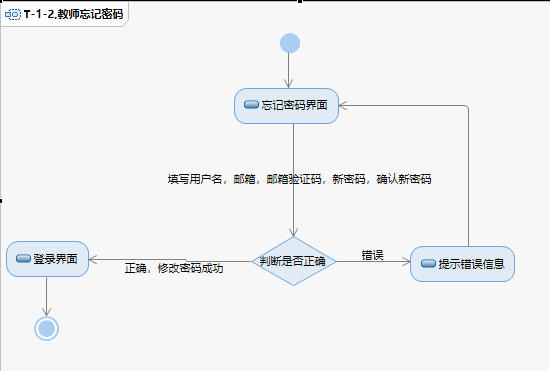 T-1-2,教师忘记密码
忘记密码界面
填写用户名，邮箱，邮箱验证码，新密码，确认新密码
登录界面
正确，修改密码成功
判断是否正确
错误
提示错误信息